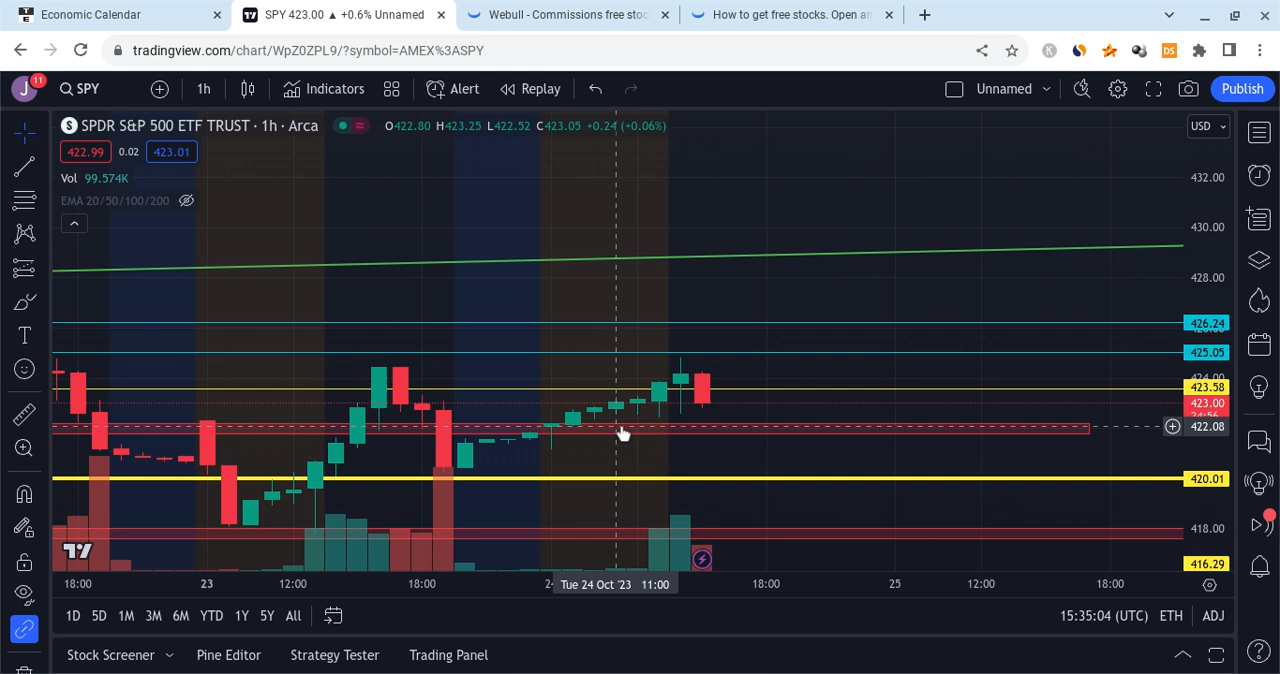 Economic Calendar
SPY 423.00 ▲ +0.6% Unnamed
Webull - Commissions free stoc
How to get free stocks. Open an
tradingview.com/chart/WpZ0ZPL9/?symbol=AMEX%3ASPY
K
DS
J 11
SPY
1h
Indicators
Alert
Replay
Unnamed
Publish
S SPDR S&P 500 ETF TRUST · 1h · Arca
O422.80 H423.25 L422.52 C423.05 +0.24 (+0.06%)
USD
422.99 0.02 423.01
Vol 99.574K
EMA 20/50/100/200
432.00
430.00
428.00
426.24
425.05
423.58
423.00
24:56
422.08
420.01
418.00
416.29
18:00
23
12:00
18:00
Tue 24 Oct '23 11:00
18:00
25
12:00
18:00
1D 5D 1M 3M 6M YTD 1Y 5Y All
15:35:04 (UTC) ETH ADJ
Stock Screener
Pine Editor
Strategy Tester
Trading Panel